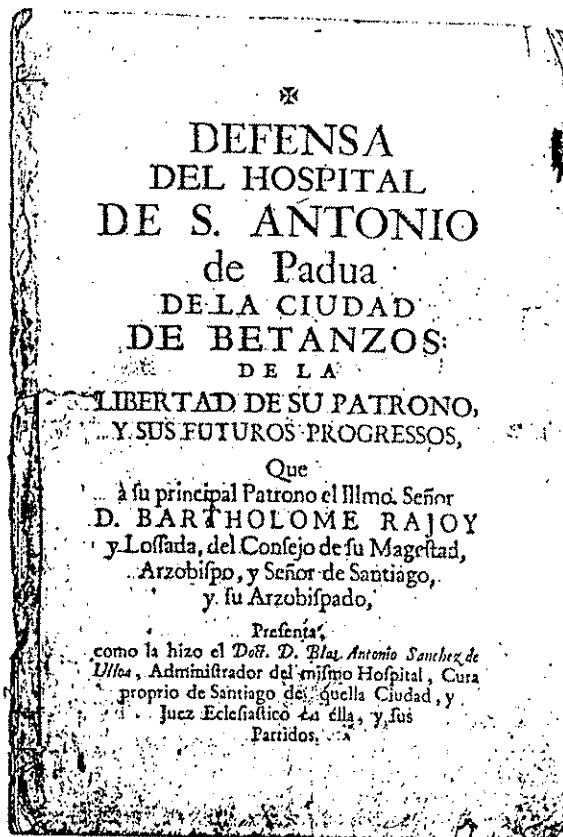 ✠
DEFENSA
DEL HOSPITAL
DE S. ANTONIO
de Padua
DE LA CIUDAD
DE BETANZOS:
DE LA
LIBERTAD DE SU PATRONO,
Y SUS FUTUROS PROGRESSOS,
Que
à ſu principal Patrono el Illmo. Señor
D. BARTHOLOME RAJOY
y Loſſada, del Conſejo de ſu Mageſtad,
Arzobiſpo, y Señor de Santiago,
y ſu Arzobiſpado,
Preſenta,
como la hizo el Doct. D. Blas Antonio Sanchez de
Ulloa, Adminiſtrador del miſmo Hoſpital, Cura
proprio de Santiago de quella Ciudad, y
Juez Ecleſiaſtico en ella, y ſus
Partidos.